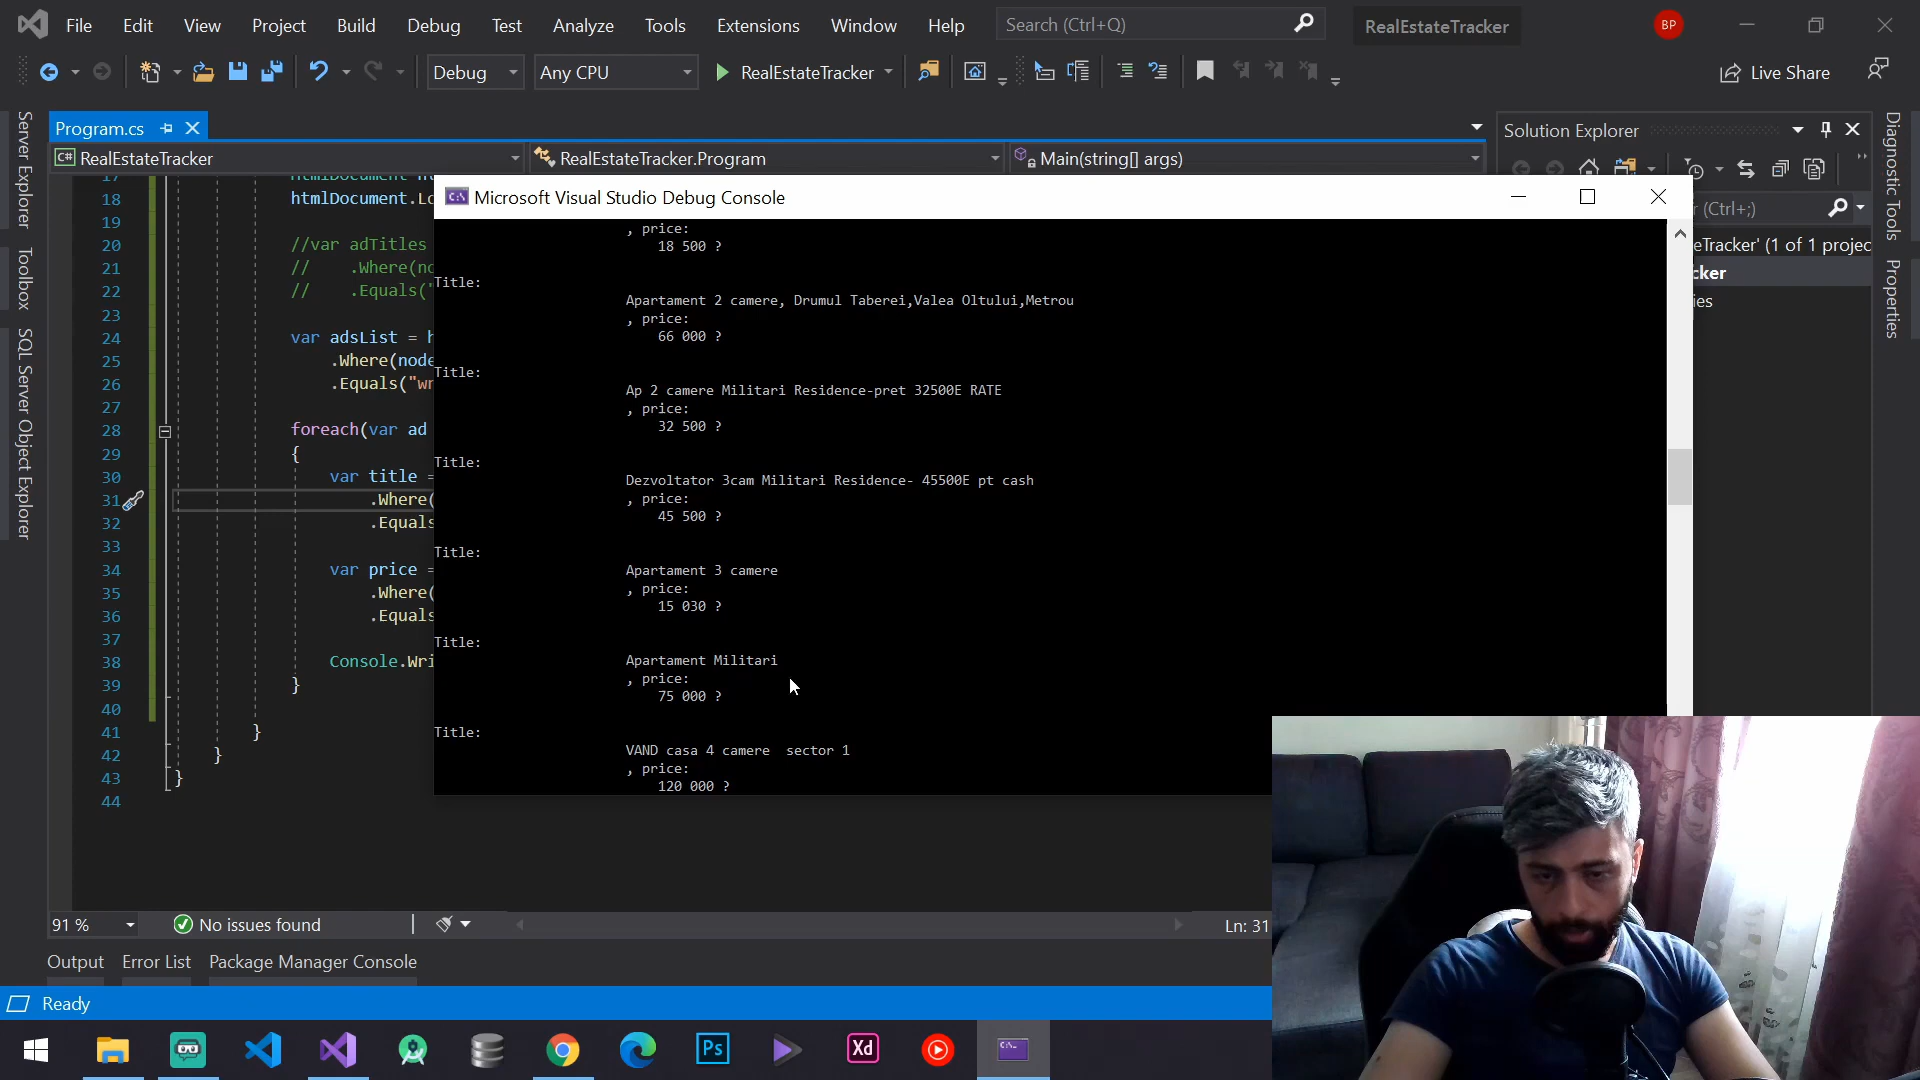 File Edit View Project Build Debug Test Analyze Tools Extensions Window Help Search (Ctrl+Q) RealEstateTracker BP
Debug Any CPU RealEstateTracker Live Share
Server Explorer
Toolbox
SQL Server Object Explorer
Program.cs
RealEstateTracker RealEstateTracker.Program Main(string[] args)
18 htmlDocument.Lo
19
20 //var adTitles
21 // .Where(no
22 // .Equals("
23
24 var adsList = h
25 .Where(node
26 .Equals("wr
27
28 foreach(var ad
29 {
30 var title =
31 .Where(
32 .Equals
33
34 var price =
35 .Where(
36 .Equals
37
38 Console.Wri
39 }
40
41 }
42 }
43 }
44
Microsoft Visual Studio Debug Console
, price:
18 500 ?
Title:
Apartament 2 camere, Drumul Taberei,Valea Oltului,Metrou
, price:
66 000 ?
Title:
Ap 2 camere Militari Residence-pret 32500E RATE
, price:
32 500 ?
Title:
Dezvoltator 3cam Militari Residence- 45500E pt cash
, price:
45 500 ?
Title:
Apartament 3 camere
, price:
15 030 ?
Title:
Apartament Militari
, price:
75 000 ?
Title:
VAND casa 4 camere  sector 1
, price:
120 000 ?
Solution Explorer
r (Ctrl+;)
eTracker' (1 of 1 projec
cker
ies
Diagnostic Tools
Properties
91 % No issues found Ln: 31
Output Error List Package Manager Console
Ready
Ps
Xd